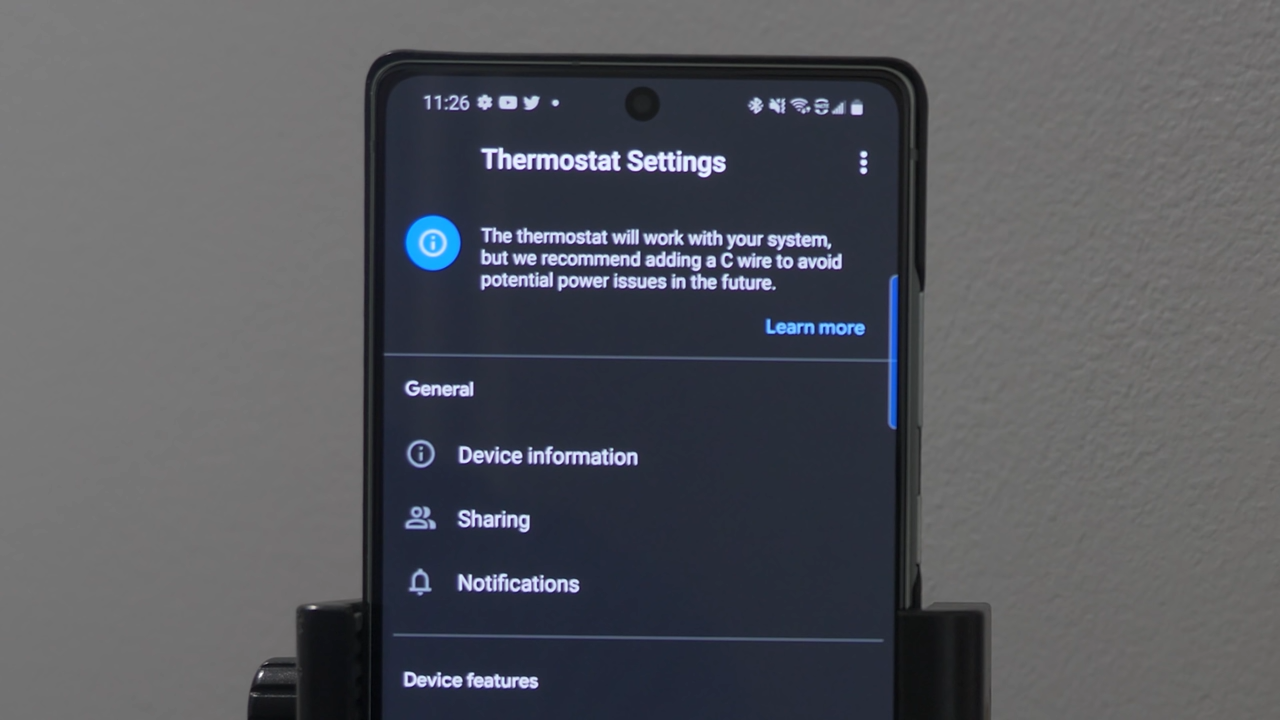 11:26
Thermostat Settings
The thermostat will work with your system,
but we recommend adding a C wire to avoid
potential power issues in the future.
Learn more
General
Device information
Sharing
Notifications
Device features